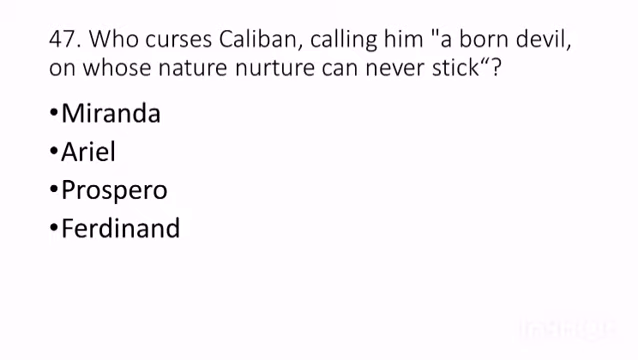 47. Who curses Caliban, calling him "a born devil,
on whose nature nurture can never stick“?
•Miranda
•Ariel
•Prospero
•Ferdinand